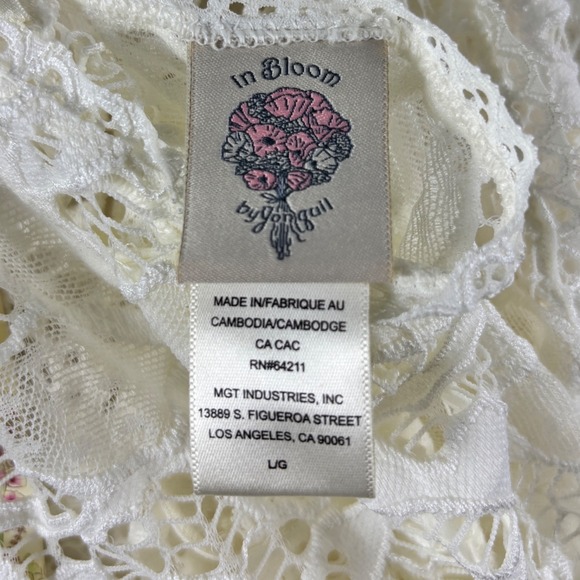 in Bloom
by Jonquil
MADE IN/FABRIQUE AU
CAMBODIA/CAMBODGE
CA CAC
RN#64211
MGT INDUSTRIES, INC
13889 S. FIGUEROA STREET
LOS ANGELES, CA 90061
L/G